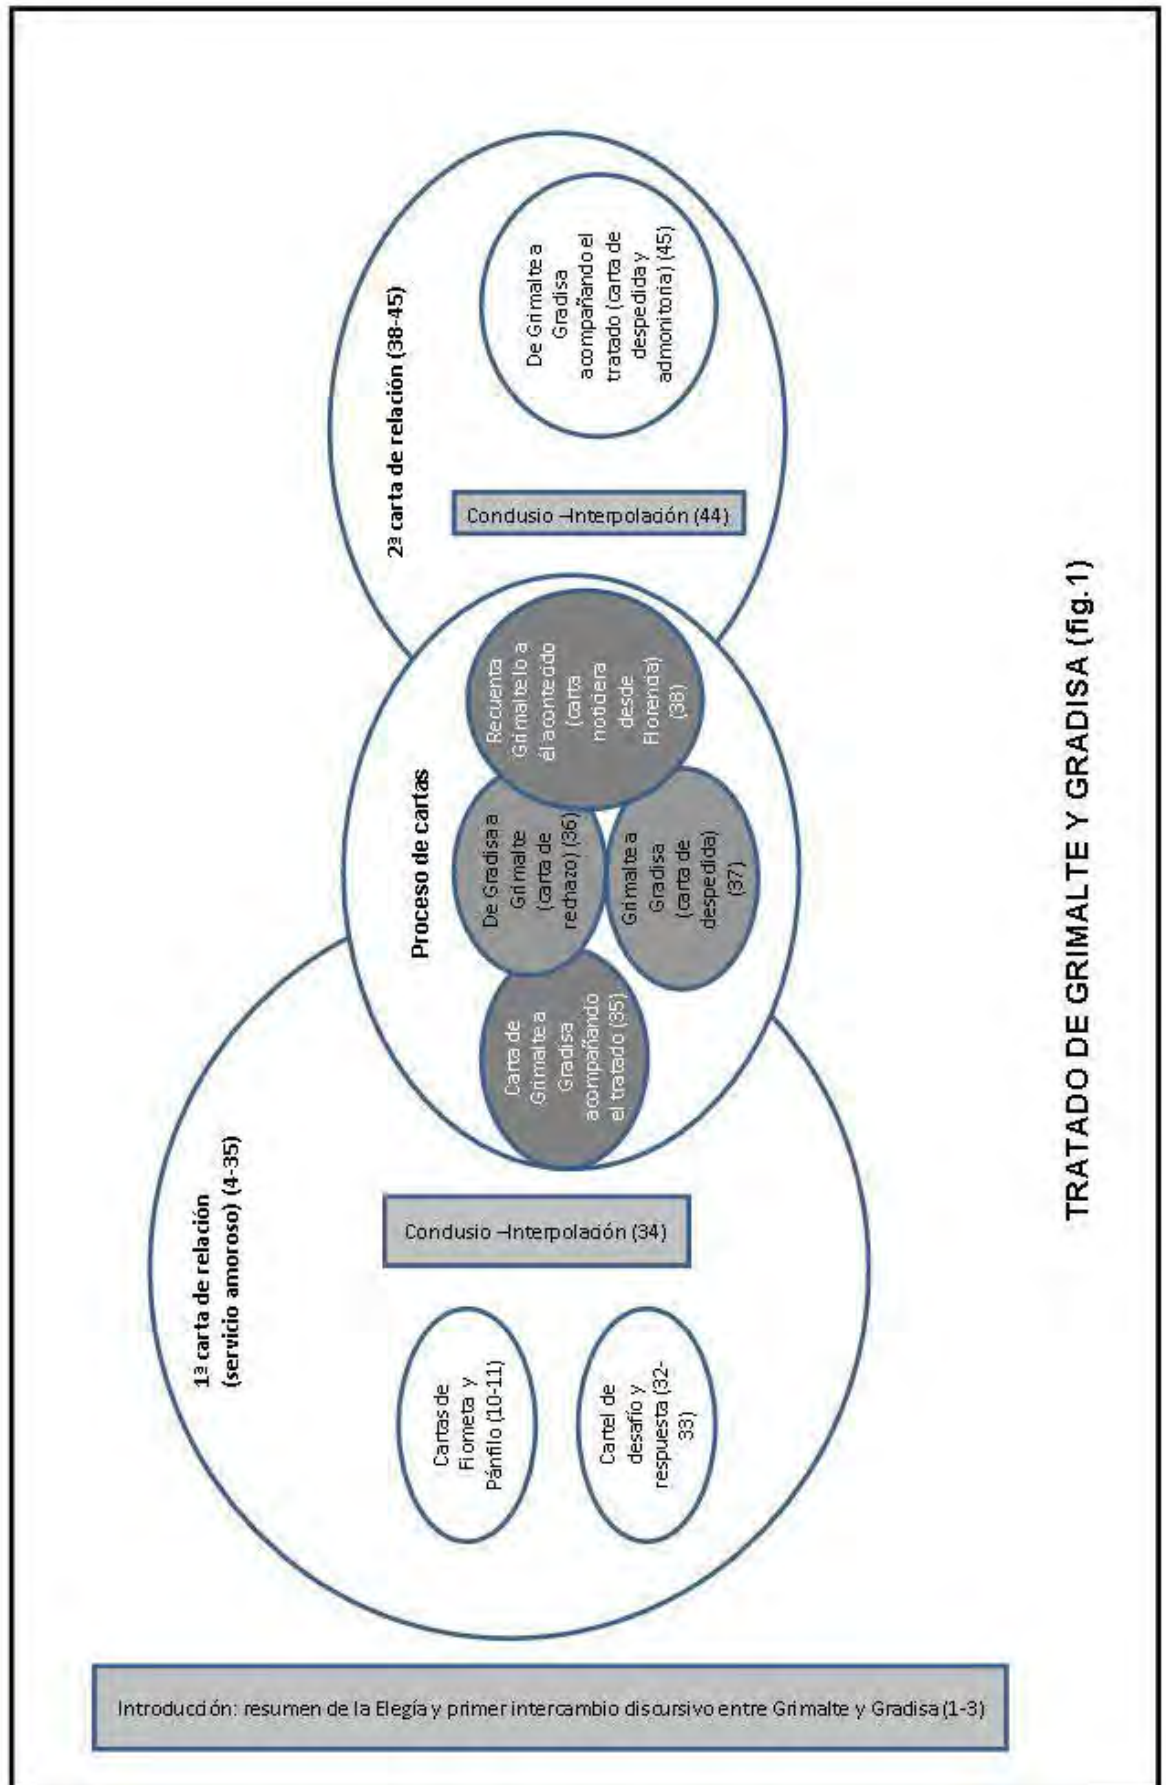 Introducción: resumen de la Elegía y primer intercambio discursivo entre Grimalte y Gradisa (1-3)
1ª carta de relación
(servicio amoroso) (4-35)
Cartas de
Fiometa y
Pánfilo (10-11)
Cartel de
desafío y
respuesta (32-
33)
Condusio –Interpolación (34)
Proceso de cartas
Carta de
Grimalte a
Gradisa
acompañando
el tratado (35)
De Gradisa a
Grimalte
(carta de
rechazo) (36)
Grimalte a
Gradisa
(carta de
despedida)
(37)
Recuenta
Grimalte lo a
él acontecido
(carta
noticiera
desde
Florenda)
(38)
2ª carta de relación (38-45)
Condusio –Interpolación (44)
De Grimalte a
Gradisa
acompañando el
tratado (carta de
despedida y
admonitoria) (45)
TRATADO DE GRIMALTE Y GRADISA (fig.1)